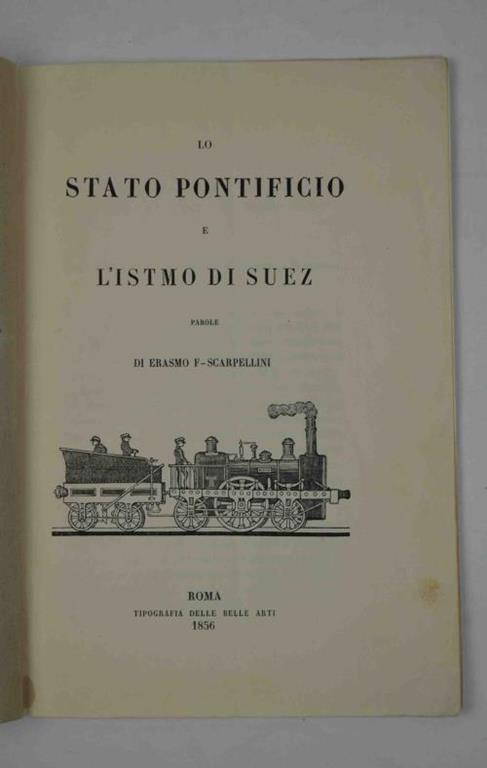 LO
STATO PONTIFICIO
E
L'ISTMO DI SUEZ
PAROLE
DI ERASMO F-SCARPELLINI
ROMA
TIPOGRAFIA DELLE BELLE ARTI
1856